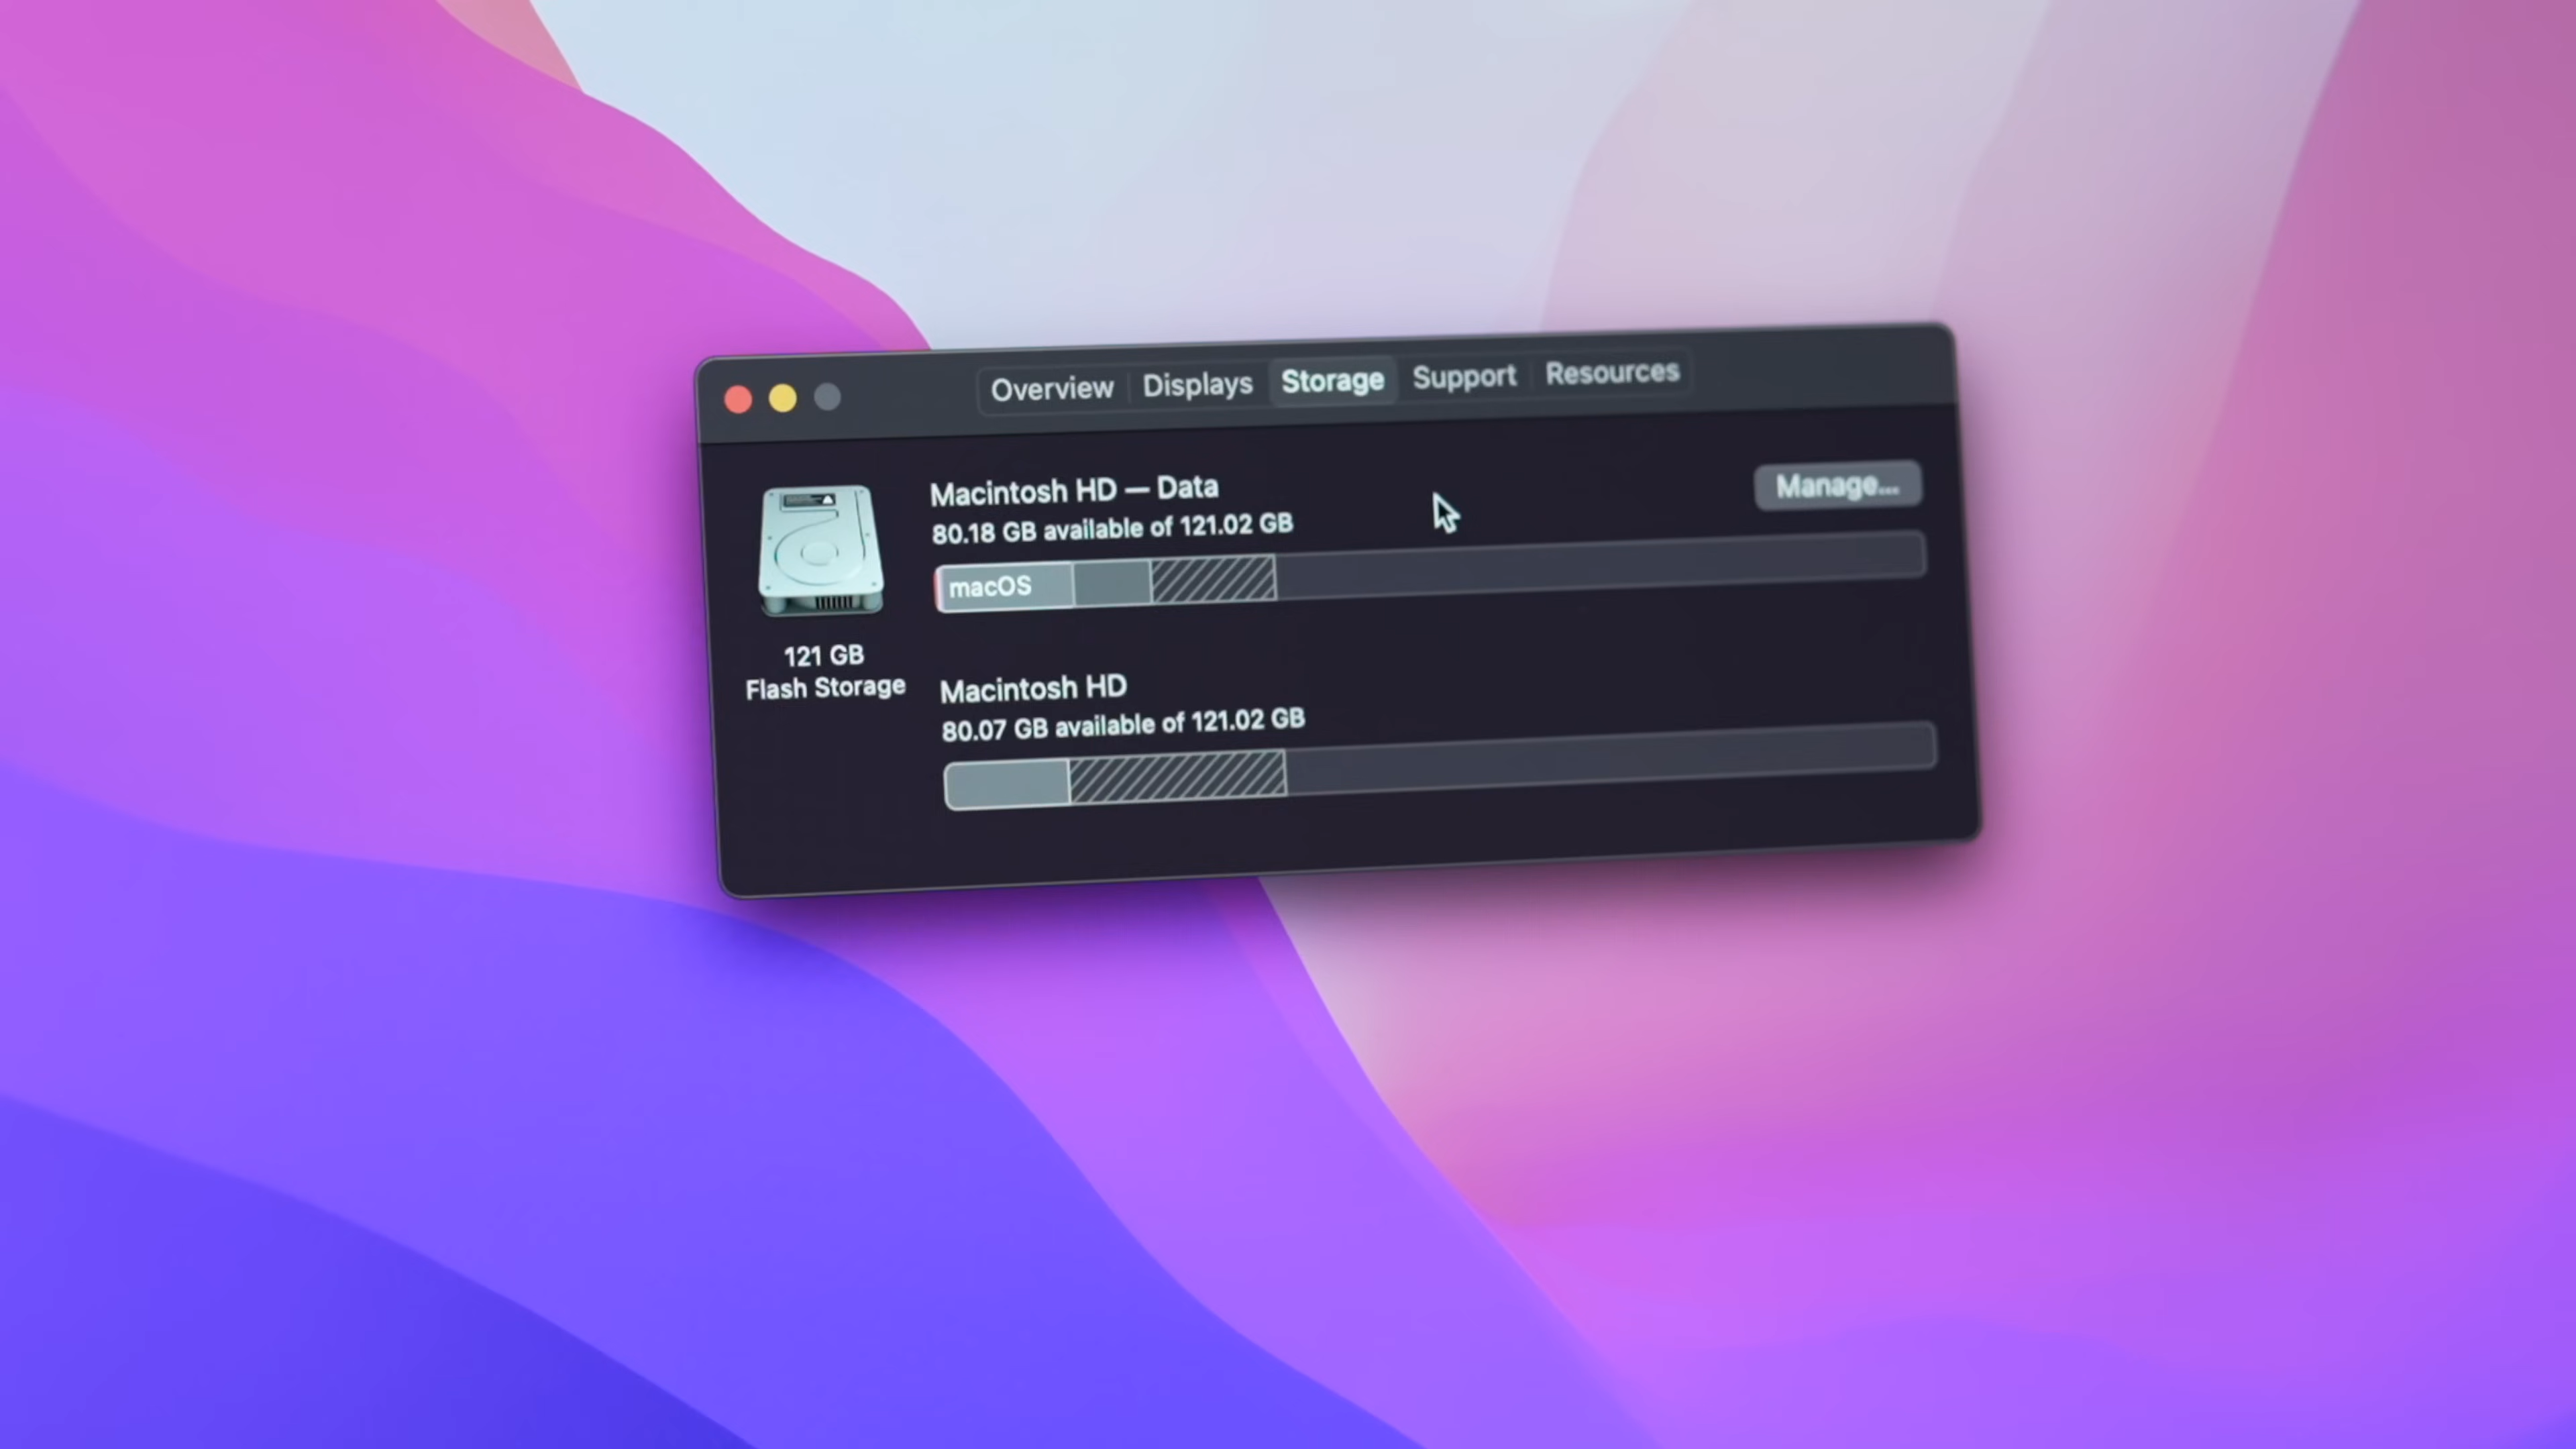 Overview
Displays
Storage
Support
Resources
Macintosh HD — Data
80.18 GB available of 121.02 GB
Manage...
macOS
121 GB
Flash Storage
Macintosh HD
80.07 GB available of 121.02 GB